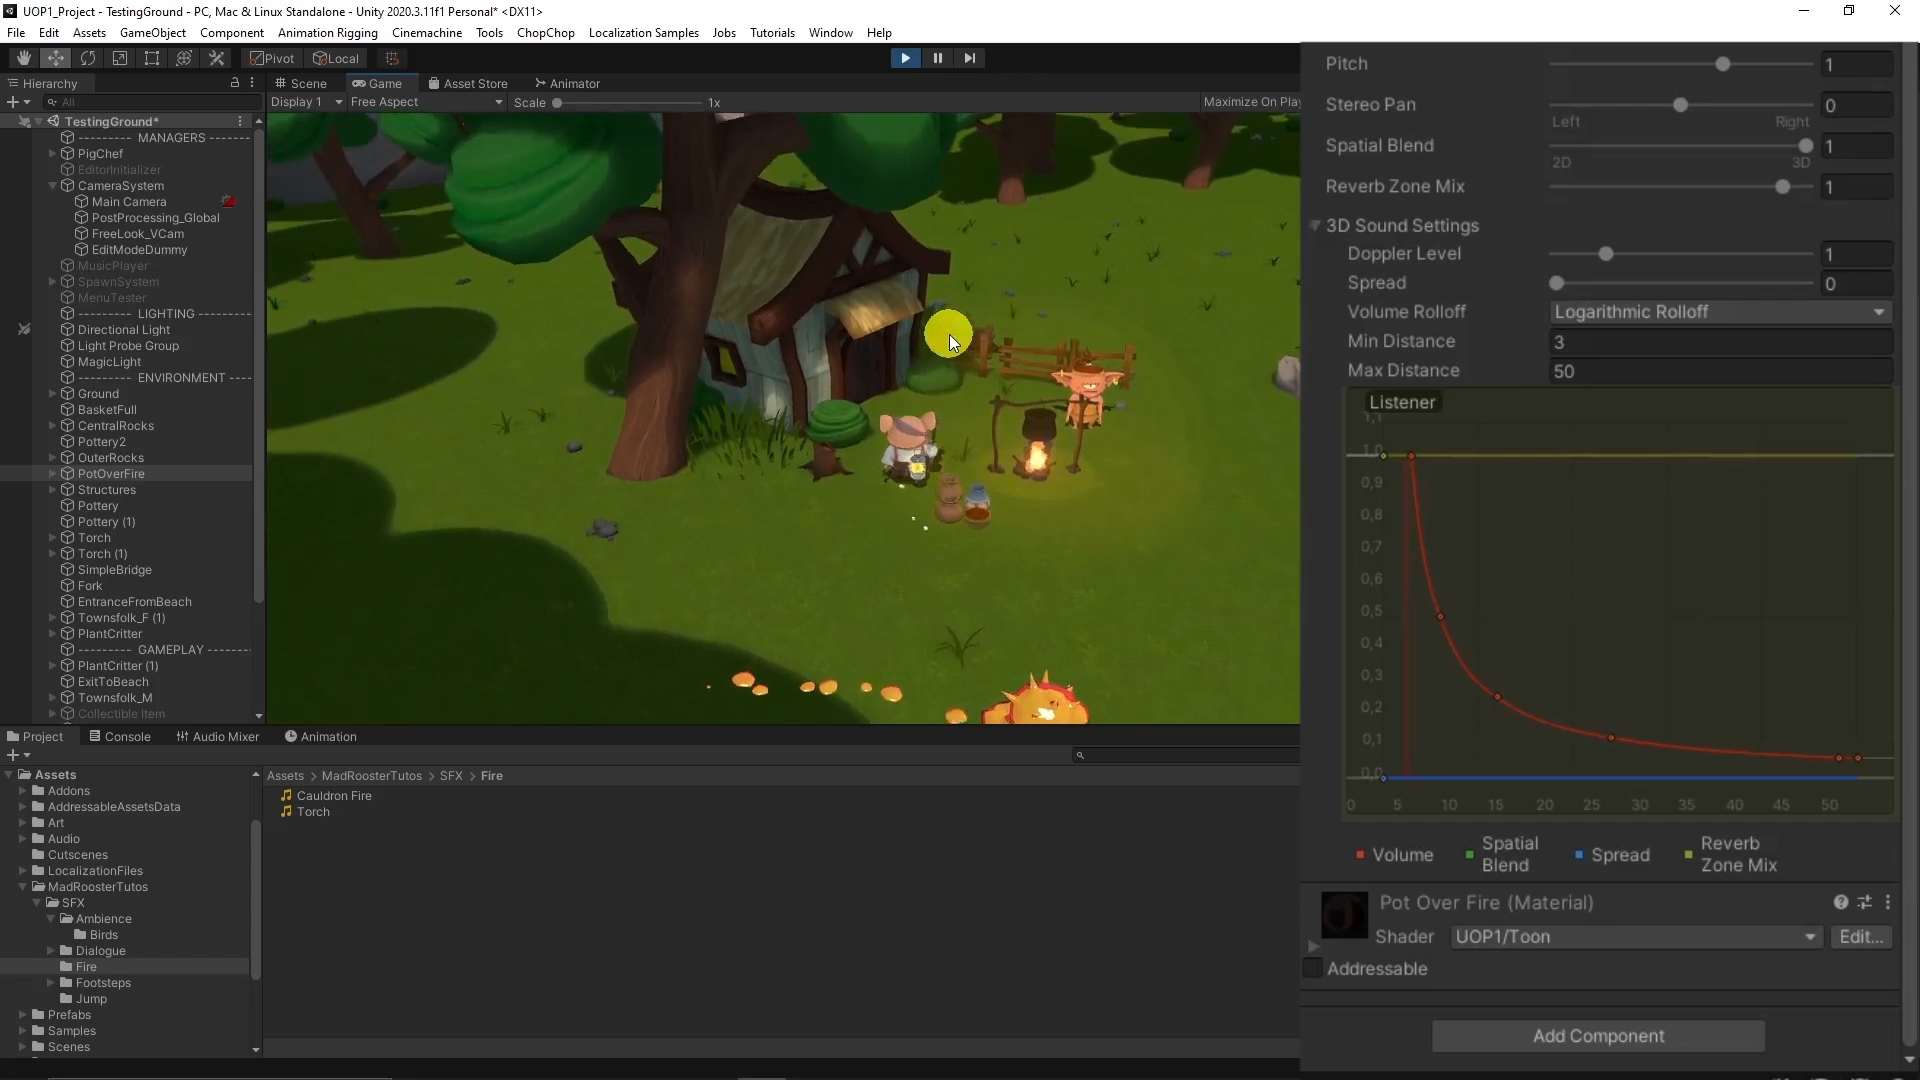 UOP1_Project - TestingGround - PC, Mac & Linux Standalone - Unity 2020.3.11f1 Personal* <DX11>
File Edit Assets GameObject Component Animation Rigging Cinemachine Tools ChopChop Localization Samples Jobs Tutorials Window Help
Pivot Local
Hierarchy
All
TestingGround*
--------- MANAGERS ------
PigChef
EditorInitializer
CameraSystem
Main Camera
PostProcessing_Global
FreeLook_VCam
EditModeDummy
MusicPlayer
SpawnSystem
MenuTester
--------- LIGHTING --------
Directional Light
Light Probe Group
MagicLight
--------- ENVIRONMENT ----
Ground
BasketFull
CentralRocks
Pottery2
OuterRocks
PotOverFire
Structures
Pottery
Pottery (1)
Torch
Torch (1)
SimpleBridge
Fork
EntranceFromBeach
Townsfolk_F (1)
PlantCritter
--------- GAMEPLAY -------
PlantCritter (1)
ExitToBeach
Townsfolk_M
Collectible Item
Scene Game Asset Store Animator
Display 1 Free Aspect Scale 1x Maximize On Play
Pitch 1
Stereo Pan 0
Left Right
Spatial Blend 1
2D 3D
Reverb Zone Mix 1
3D Sound Settings
Doppler Level 1
Spread 0
Volume Rolloff Logarithmic Rolloff
Min Distance 3
Max Distance 50
Listener
1,1
1,0
0,9
0,8
0,7
0,6
0,5
0,4
0,3
0,2
0,1
0,0
0 5 10 15 20 25 30 35 40 45 50
Volume Spatial Blend Spread Reverb Zone Mix
Pot Over Fire (Material)
Shader UOP1/Toon Edit...
Addressable
Add Component
Project Console Audio Mixer Animation
Assets
Addons
AddressableAssetsData
Art
Audio
Cutscenes
LocalizationFiles
MadRoosterTutos
SFX
Ambience
Birds
Dialogue
Fire
Footsteps
Jump
Prefabs
Samples
Scenes
Assets > MadRoosterTutos > SFX > Fire
Cauldron Fire
Torch